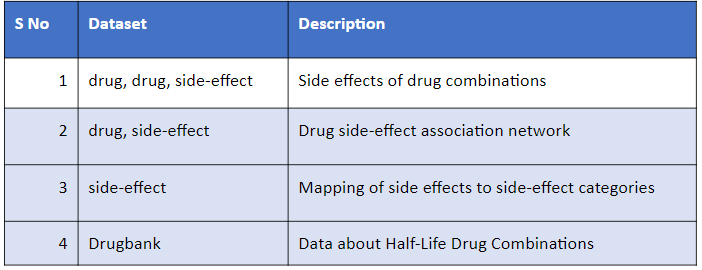 S No Dataset Description
1 drug, drug, side-effect Side effects of drug combinations
2 drug, side-effect Drug side-effect association network
3 side-effect Mapping of side effects to side-effect categories
4 Drugbank Data about Half-Life Drug Combinations